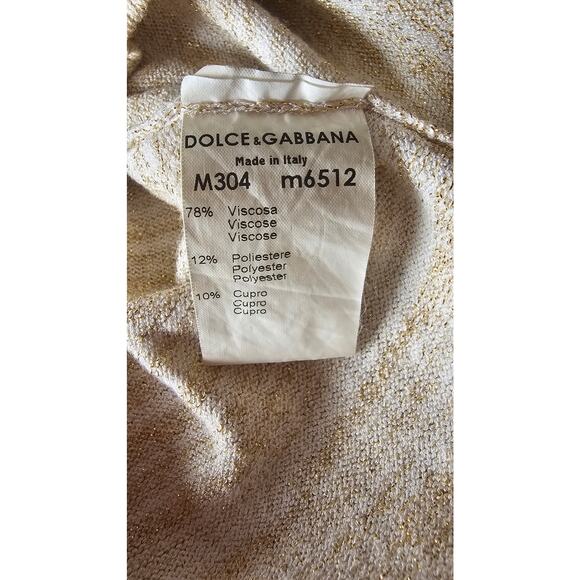 DOLCE & GABBANA
Made in Italy
M304 m6512
78% Viscosa
Viscose
Viscose
12% Poliestere
Polyester
Polyester
10% Cupro
Cupro
Cupro